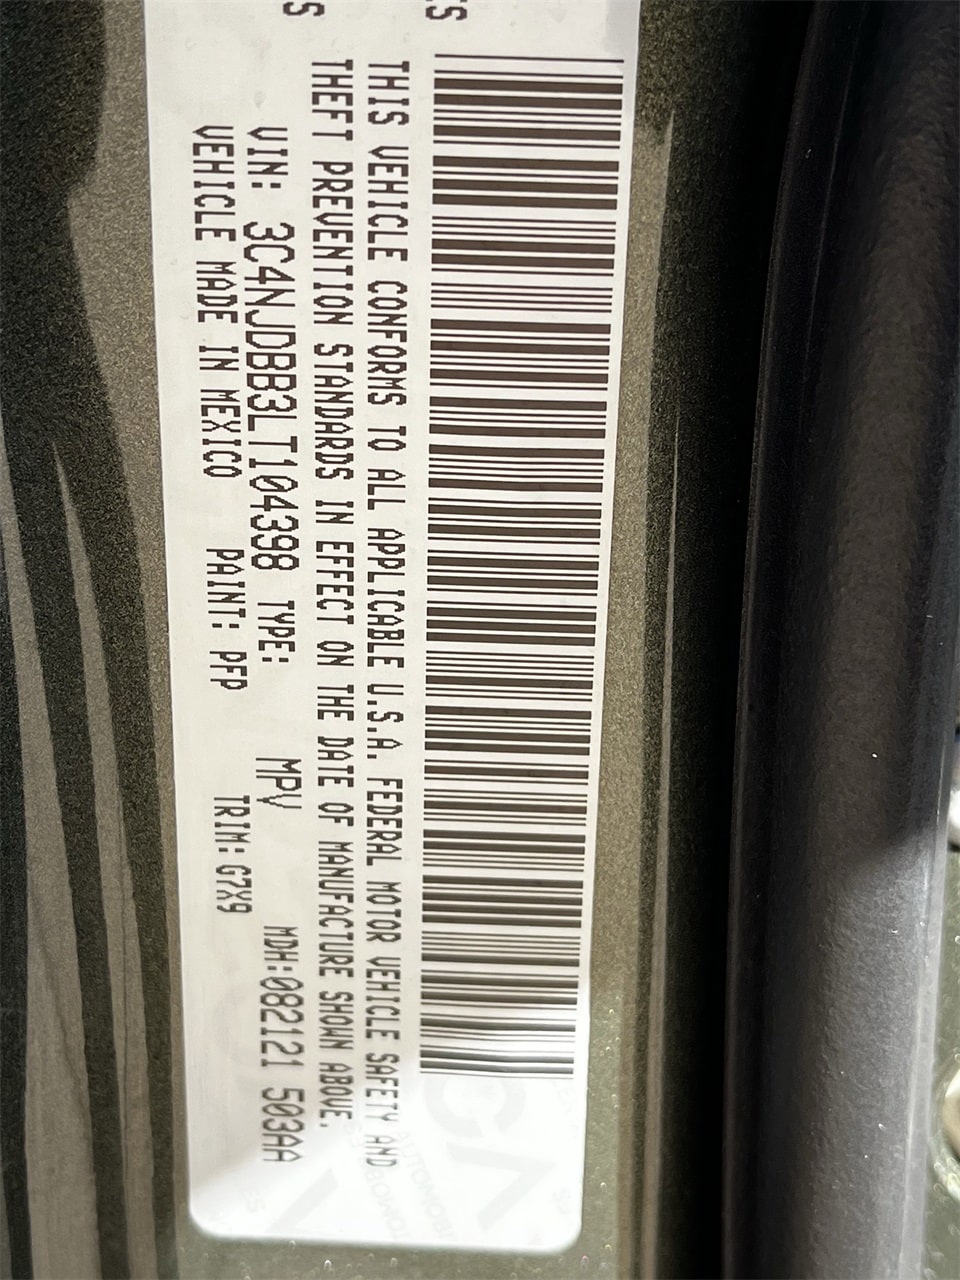 THIS VEHICLE CONFORMS TO ALL APPLICABLE U.S.A. FEDERAL MOTOR VEHICLE SAFETY AND
THEFT PREVENTION STANDARDS IN EFFECT ON THE DATE OF MANUFACTURE SHOWN ABOVE.
VIN: 3C4NJDBB3LT104398 TYPE: MPV MDH:082121 503AA
VEHICLE MADE IN MEXICO PAINT: PFP TRIM: G7X9